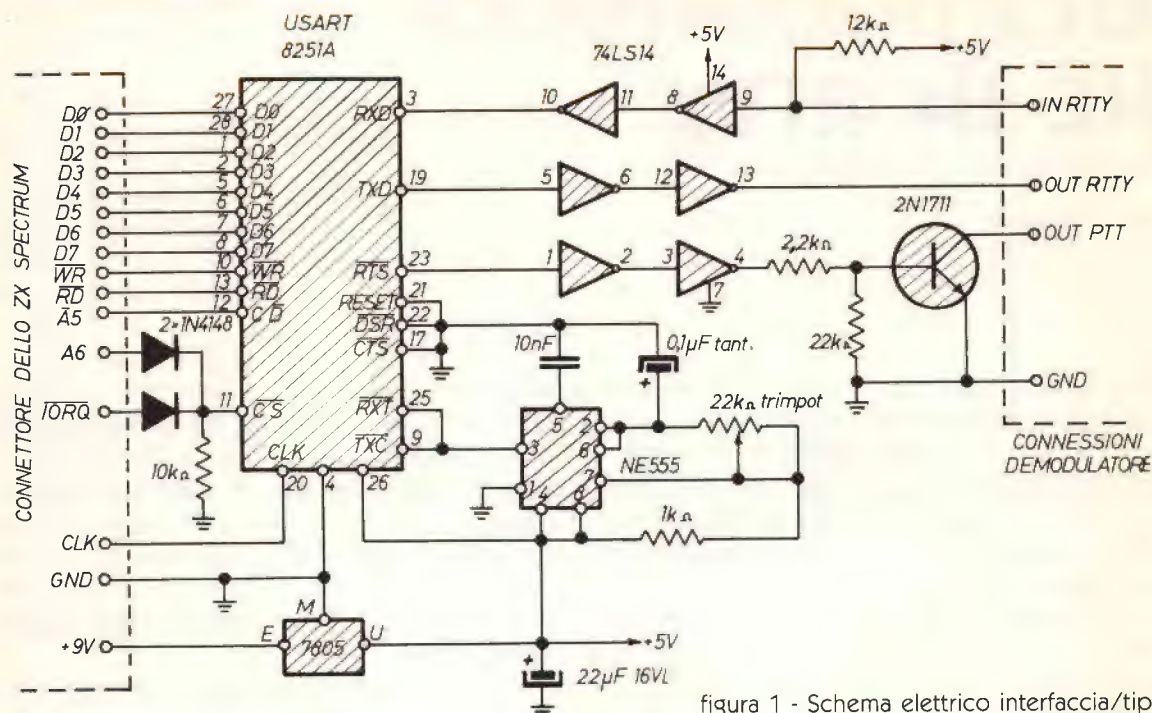 USART
8251A
74LS14
+5V
14
12kΩ
+5V
CONNETTORE DELLO ZX SPECTRUM
DØ
27
DØ
D1
28
D1
D2
1
D2
D3
2
D3
D4
5
D4
D5
6
D5
D6
7
D6
D7
8
D7
WR
10
WR
RD
13
RD
A5
12
CD
RXD
3
10
11
8
9
IN RTTY
TXD
19
5
6
12
13
OUT RTTY
2N1711
OUT PTT
RTS
23
1
2
3
4
7
2,2kΩ
22kΩ
GND
RESET
21
DSR
22
CTS
17
2×1N4148
A6
IORQ
11
CS
10kΩ
RXT
25
TXC
9
10nF
0,1µF tant.
+
22kΩ trimpot
5
3
2
6
7
1
4
8
NE555
1kΩ
CONNESSIONI
DEMODULATORE
CLK
20
4
26
CLK
GND
+9V
M
E
7805
U
+5V
+
22µF 16VL
figura 1 - Schema elettrico interfaccia/tip